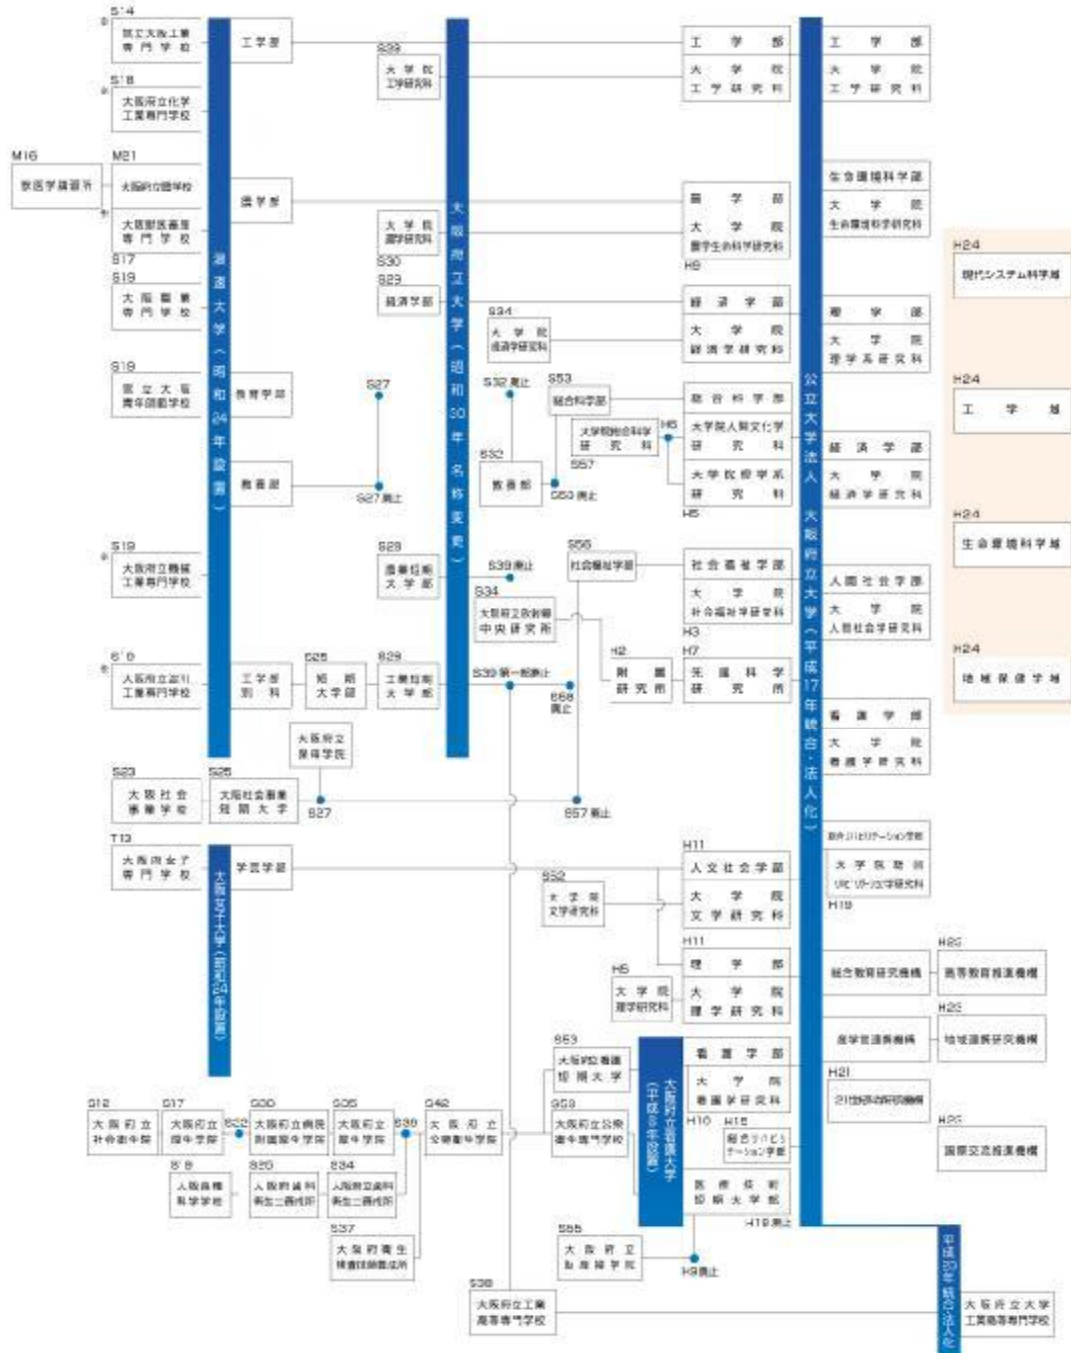 S14
官立大阪工業
専門学校
工学部
S18
大阪府立化学
工業専門学校
M16
獣医学講習所
M21
大阪府立農学校
大阪獣医畜産
専門学校
S17
農学部
S19
大阪農業
専門学校
S19
官立大阪
青年師範学校
教育学部
教養部
S27
S27廃止
S19
大阪府立機械
工業専門学校
大阪府立淀川
工業専門学校
工学部
別科
短期
大学部
S29
工業短期
大学部
浪速大学(昭和24年設置)
大阪府立
保母学院
S23
大阪社会
事業学校
S25
大阪社会事業
短期大学
S27
S57廃止
大学院
工学研究科
大学院
農学研究科
S30
S29
経済学部
S29
農業短期
大学部
S39廃止
大阪府立大学(昭和30年 名称変更)
S34
大学院
経済学研究科
S32廃止
S32
教養部
S53
総合科学部
大学院総合科学
研究科
S57
S53廃止
S56
社会福祉学部
S34
大阪府立放射線
中央研究所
H2
附属
研究所
H7
先端科学
研究所
S39第一部廃止
S58
廃止
工学部
大学院
工学研究科
農学部
大学院
農学生命科学研究科
経済学部
大学院
経済学研究科
総合科学部
大学院人間文化学
研究科
大学院理学系
研究科
H5
社会福祉学部
大学院
社会福祉学研究科
H3
公立大学法人 大阪府立大学(平成17年統合・法人化)
工学部
大学院
工学研究科
生命環境科学部
大学院
生命環境科学研究科
理学部
大学院
理学系研究科
経済学部
大学院
経済学研究科
人間社会学部
大学院
人間社会学研究科
看護学部
大学院
看護学研究科
総合リハビリテーション学部
大学院総合
リハビリテーション学研究科
H19
H24
現代システム科学域
H24
工学域
H24
生命環境科学域
H24
地域保健学域
T13
大阪府女子
専門学校
大阪女子大学(昭和24年設置)
学芸学部
S52
大学院
文学研究科
H11
人文社会学部
大学院
文学研究科
H11
理学部
大学院
理学研究科
H5
大学院
理学研究科
総合教育研究機構
高等教育推進機構
産学官連携機構
地域連携研究機構
H21
21世紀科学研究機構
国際交流推進機構
S12
大阪府立
社会衛生院
S17
大阪府立
厚生学院
S22
S30
大阪府立病院
附属厚生学院
S35
大阪府立
厚生学院
S39
S42
大阪府立
公衆衛生学院
S25
大阪府歯科
衛生士養成所
S34
大阪府立歯科
衛生士養成所
S37
大阪府衛生
検査技師養成所
S53
大阪府立看護
短期大学
S53
大阪府立公衆
衛生専門学校
大阪府立看護大学
(平成6年設置)
看護学部
大学院
看護学研究科
H10
H15
総合リハビリ
テーション学部
医療技術
短期大学部
H19廃止
S55
大阪府立
助産婦学院
H9廃止
S38
大阪府立工業
高等専門学校
平成23年統合・法人化
大阪府立大学
工業高等専門学校